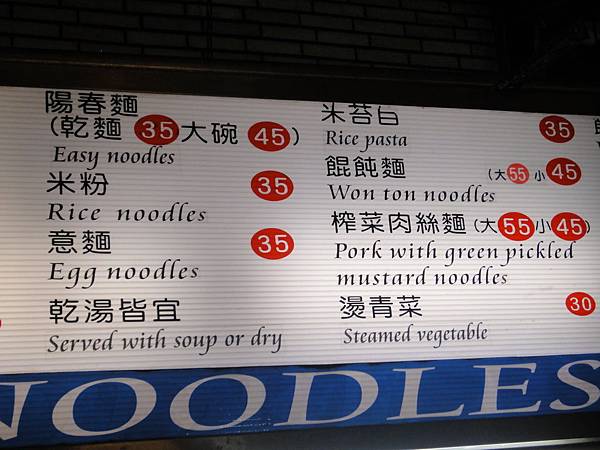 陽春麵
(乾麵 35 大碗 45)
Easy noodles
米粉 35
Rice noodles
意麵 35
Egg noodles
乾湯皆宜
Served with soup or dry
米苔目 35
Rice pasta
餛飩麵 (大 55 小 45
Won ton noodles
榨菜肉絲麵 (大 55 小 45)
Pork with green pickled
mustard noodles
燙青菜 30
Steamed vegetable
NOODLES